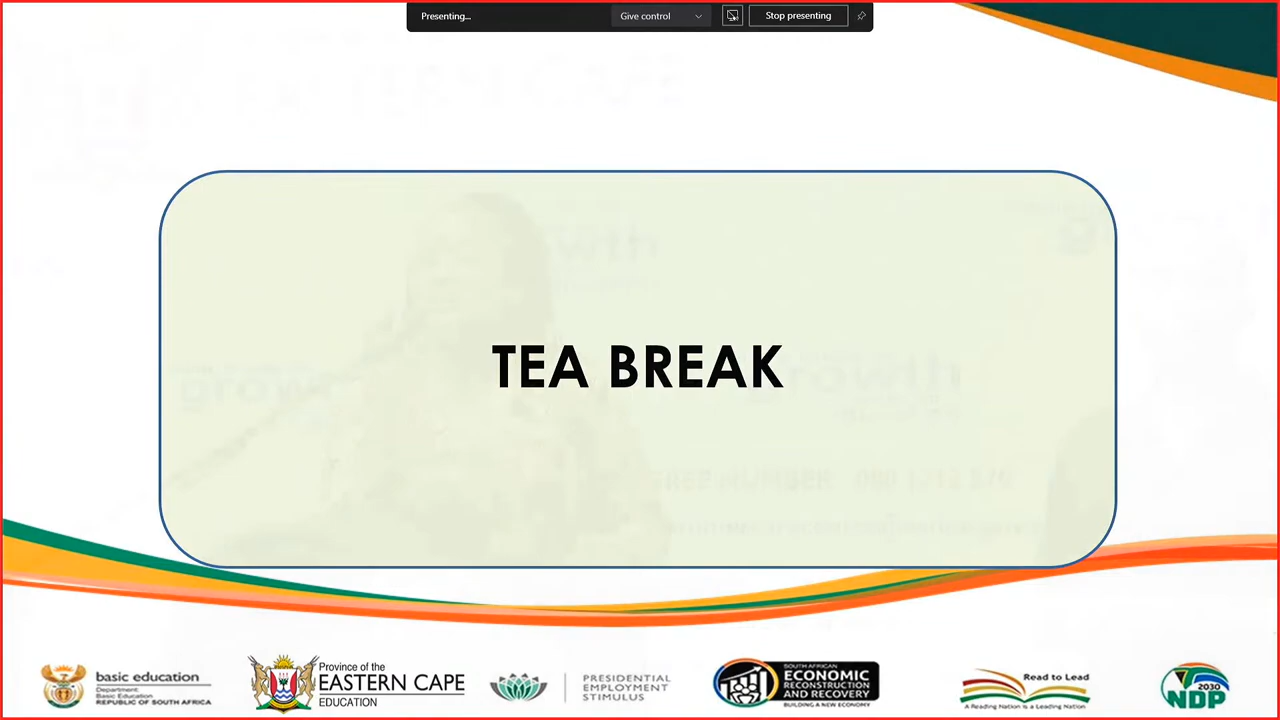 Presenting...
Give control
Stop presenting
TEA BREAK
basic education
Department:
Basic Education
REPUBLIC OF SOUTH AFRICA
Province of the
EASTERN CAPE
EDUCATION
PRESIDENTIAL
EMPLOYMENT
STIMULUS
SOUTH AFRICAN
ECONOMIC
RECONSTRUCTION
AND RECOVERY
BUILDING A NEW ECONOMY
Read to Lead
A Reading Nation is a Leading Nation
2030
NDP